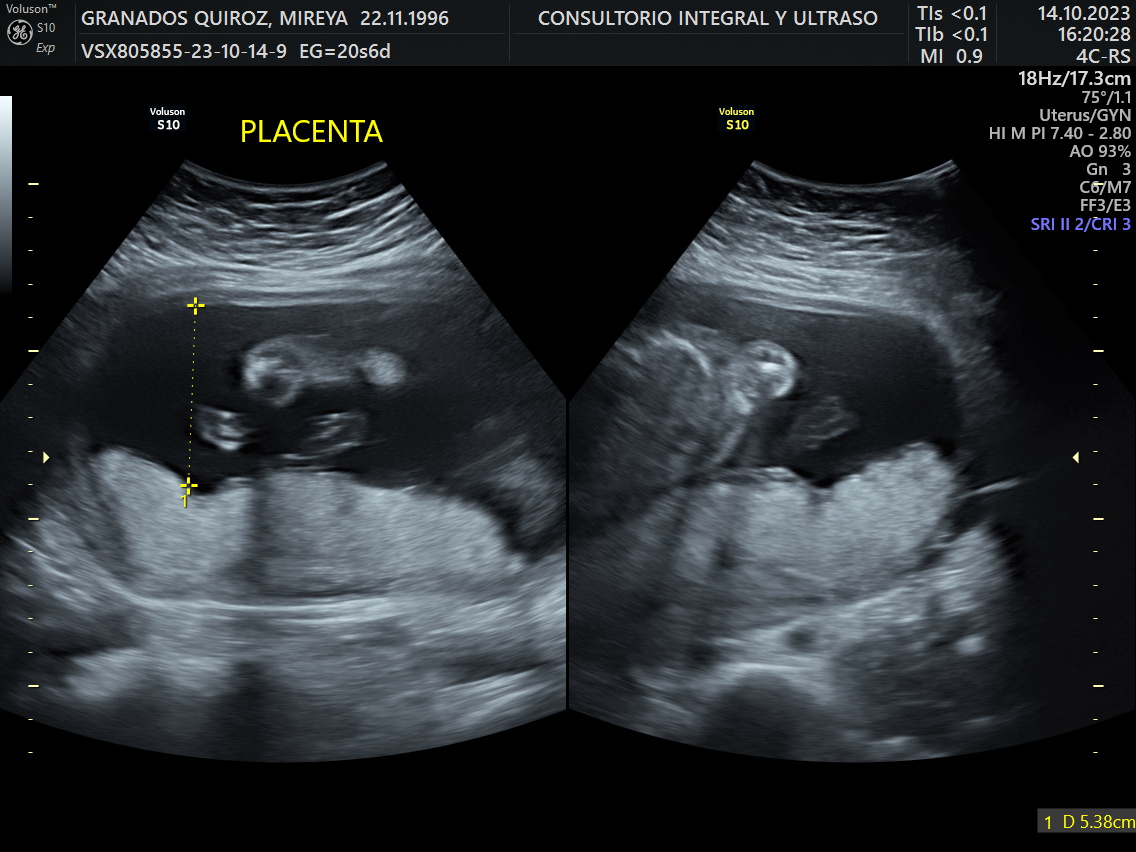 Voluson™
S10
Exp
GRANADOS QUIROZ, MIREYA 22.11.1996
VSX805855-23-10-14-9 EG=20s6d
CONSULTORIO INTEGRAL Y ULTRASO
TIs <0.1
TIb <0.1
MI 0.9
14.10.2023
16:20:28
4C-RS
18Hz/17.3cm
75°/1.1
Uterus/GYN
HI M PI 7.40 - 2.80
AO 93%
Gn 3
C6/M7
FF3/E3
SRI II 2/CRI 3
Voluson
S10
PLACENTA
Voluson
S10
1
1 D 5.38cm